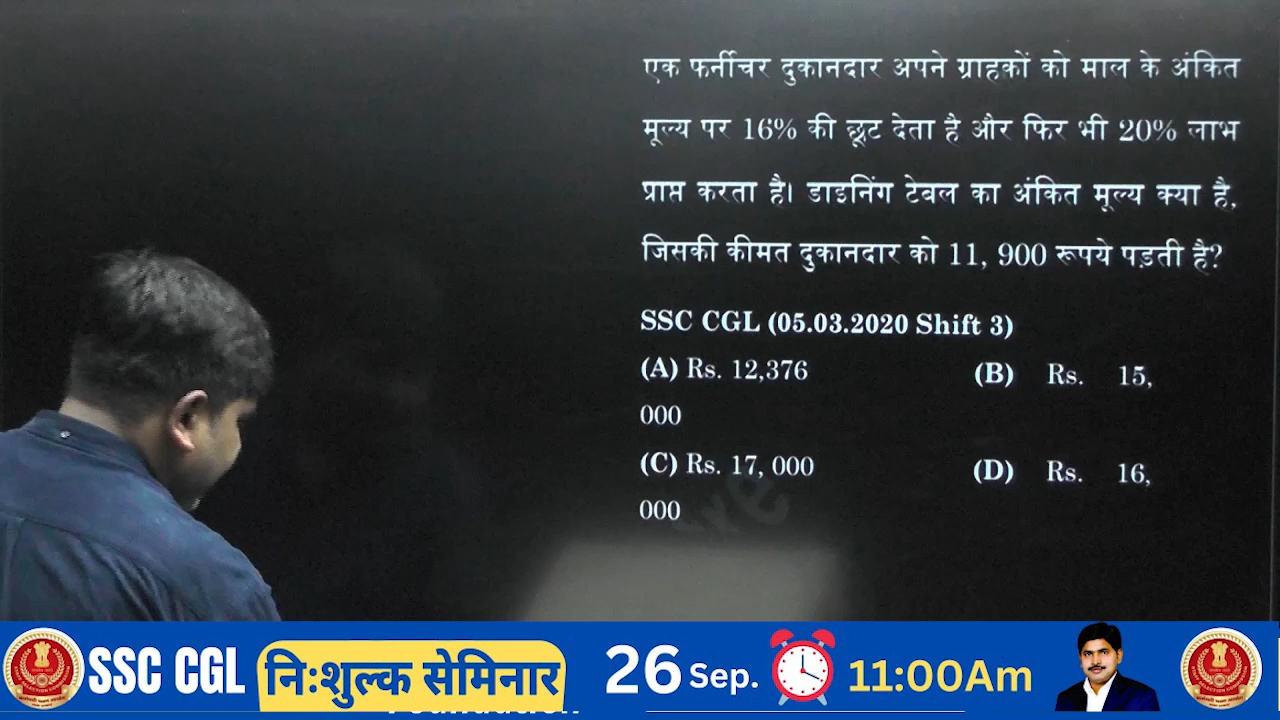 एक फर्नीचर दुकानदार अपने ग्राहकों को माल के अंकित
मूल्य पर 16% की छूट देता है और फिर भी 20% लाभ
प्राप्त करता है। डाइनिंग टेबल का अंकित मूल्य क्या है,
जिसकी कीमत दुकानदार को 11, 900 रूपये पड़ती है?
SSC CGL (05.03.2020 Shift 3)
(A) Rs. 12,376 (B) Rs. 15,
000
(C) Rs. 17, 000 (D) Rs. 16,
000
SSC CGL निःशुल्क सेमिनार 26 Sep. 11:00Am